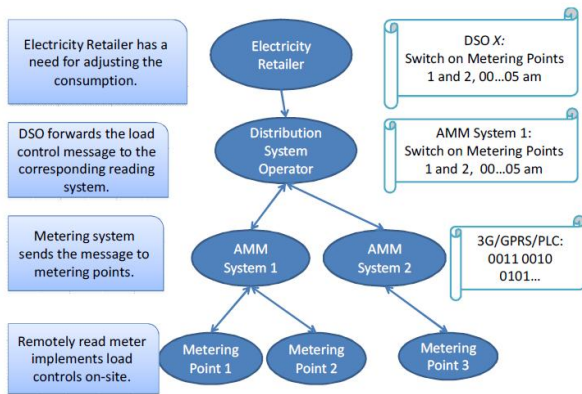 Electricity Retailer has a
need for adjusting the
consumption.
Electricity
Retailer
DSO X:
Switch on Metering Points
1 and 2, 00...05 am
DSO forwards the load
control message to the
corresponding reading
system.
Distribution
System
Operator
AMM System 1:
Switch on Metering Points
1 and 2, 00...05 am
Metering system
sends the message to
metering points.
AMM
System 1
AMM
System 2
3G/GPRS/PLC:
0011 0010
0101...
Remotely read meter
implements load
controls on-site.
Metering
Point 1
Metering
Point 2
Metering
Point 3